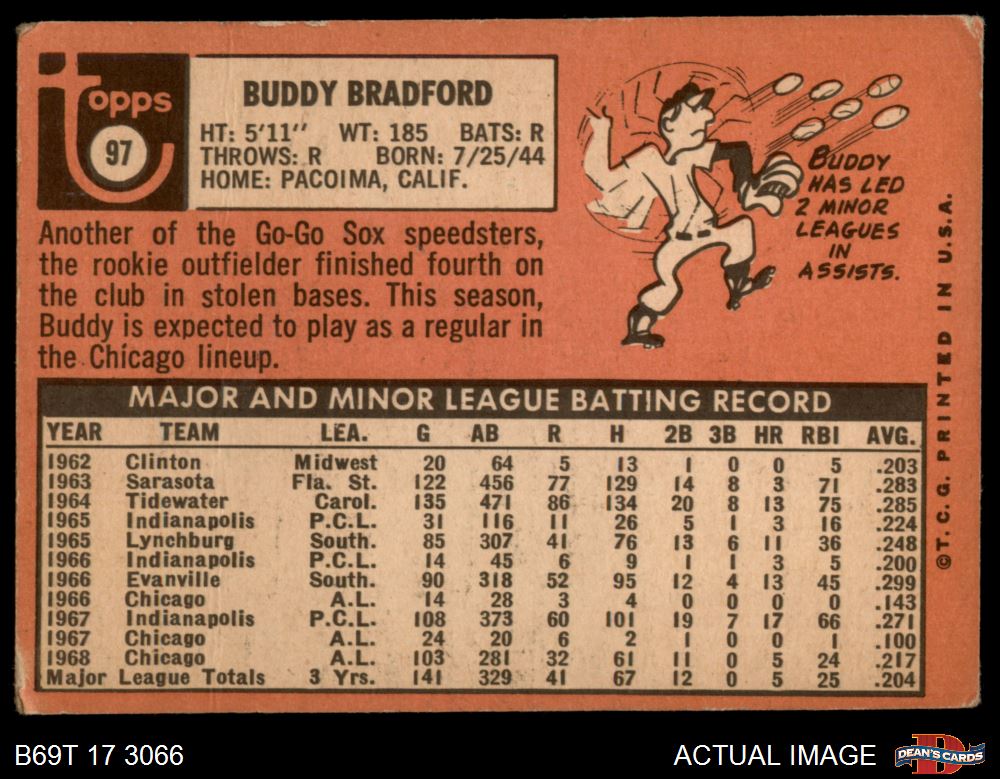 Topps
97
BUDDY BRADFORD
HT: 5'11" WT: 185 BATS: R
THROWS: R BORN: 7/25/44
HOME: PACOIMA, CALIF.
Another of the Go-Go Sox speedsters,
the rookie outfielder finished fourth on
the club in stolen bases. This season,
Buddy is expected to play as a regular in
the Chicago lineup.
BUDDY
HAS LED
2 MINOR
LEAGUES
IN
ASSISTS.
MAJOR AND MINOR LEAGUE BATTING RECORD
YEAR TEAM LEA. G AB R H 2B 3B HR RBI AVG.
1962 Clinton Midwest 20 64 5 13 1 0 0 5 .203
1963 Sarasota Fla. St. 122 456 77 129 14 8 3 71 .283
1964 Tidewater Carol. 135 471 86 134 20 8 13 75 .285
1965 Indianapolis P.C.L. 31 116 11 26 5 1 3 16 .224
1965 Lynchburg South. 85 307 41 76 13 6 11 36 .248
1966 Indianapolis P.C.L. 14 45 6 9 1 1 3 5 .200
1966 Evanville South. 90 318 52 95 12 4 13 45 .299
1966 Chicago A.L. 14 28 3 4 0 0 0 0 .143
1967 Indianapolis P.C.L. 108 373 60 101 19 7 17 66 .271
1967 Chicago A.L. 24 20 6 2 1 0 0 1 .100
1968 Chicago A.L. 103 281 32 61 11 0 5 24 .217
Major League Totals 3 Yrs. 141 329 41 67 12 0 5 25 .204
©T.C.G. PRINTED IN U.S.A.
B69T 17 3066
ACTUAL IMAGE
DEAN'S CARDS